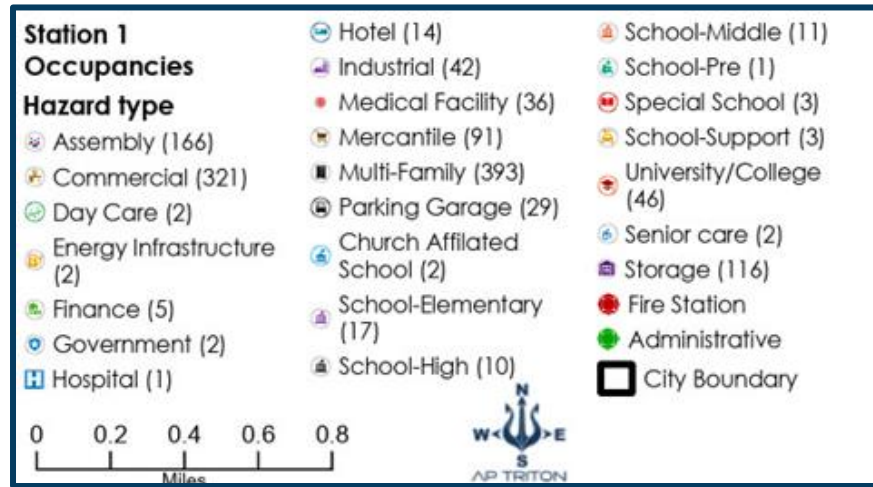 Station 1
Occupancies
Hazard type
Assembly (166)
Commercial (321)
Day Care (2)
Energy Infrastructure
(2)
Finance (5)
Government (2)
Hospital (1)
Hotel (14)
Industrial (42)
Medical Facility (36)
Mercantile (91)
Multi-Family (393)
Parking Garage (29)
Church Affilated
School (2)
School-Elementary
(17)
School-High (10)
School-Middle (11)
School-Pre (1)
Special School (3)
School-Support (3)
University/College
(46)
Senior care (2)
Storage (116)
Fire Station
Administrative
City Boundary
0 0.2 0.4 0.6 0.8
Miles
N
W E
S
AP TRITON